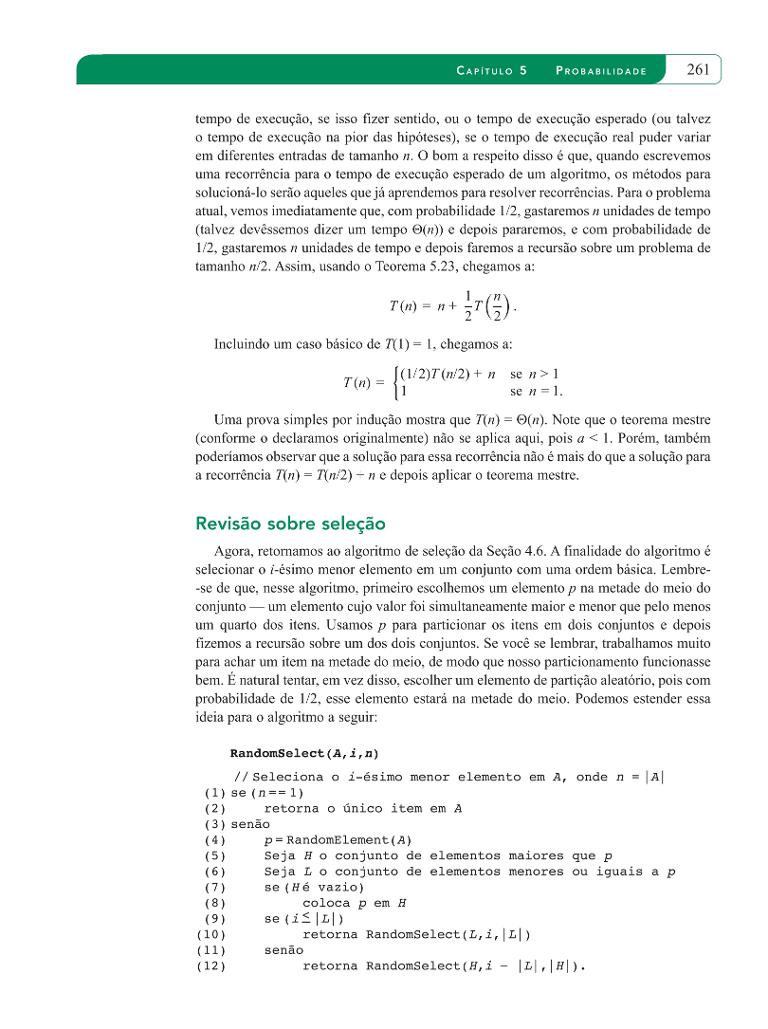 CAPÍTULO 5 PROBABILIDADE 261
tempo de execução, se isso fizer sentido, ou o tempo de execução esperado (ou talvez
o tempo de execução na pior das hipóteses), se o tempo de execução real puder variar
em diferentes entradas de tamanho n. O bom a respeito disso é que, quando escrevemos
uma recorrência para o tempo de execução esperado de um algoritmo, os métodos para
solucioná-lo serão aqueles que já aprendemos para resolver recorrências. Para o problema
atual, vemos imediatamente que, com probabilidade 1/2, gastaremos n unidades de tempo
(talvez devêssemos dizer um tempo Θ(n)) e depois pararemos, e com probabilidade de
1/2, gastaremos n unidades de tempo e depois faremos a recursão sobre um problema de
tamanho n/2. Assim, usando o Teorema 5.23, chegamos a:
T(n) = n + 1/2 T(n/2).
Incluindo um caso básico de T(1) = 1, chegamos a:
T(n) = { (1/2)T(n/2) + n se n > 1
1 se n = 1.
Uma prova simples por indução mostra que T(n) = Θ(n). Note que o teorema mestre
(conforme o declaramos originalmente) não se aplica aqui, pois a < 1. Porém, também
poderíamos observar que a solução para essa recorrência não é mais do que a solução para
a recorrência T(n) = T(n/2) + n e depois aplicar o teorema mestre.
Revisão sobre seleção
Agora, retornamos ao algoritmo de seleção da Seção 4.6. A finalidade do algoritmo é
selecionar o i-ésimo menor elemento em um conjunto com uma ordem básica. Lembre-
-se de que, nesse algoritmo, primeiro escolhemos um elemento p na metade do meio do
conjunto — um elemento cujo valor foi simultaneamente maior e menor que pelo menos
um quarto dos itens. Usamos p para particionar os itens em dois conjuntos e depois
fizemos a recursão sobre um dos dois conjuntos. Se você se lembrar, trabalhamos muito
para achar um item na metade do meio, de modo que nosso particionamento funcionasse
bem. É natural tentar, em vez disso, escolher um elemento de partição aleatório, pois com
probabilidade de 1/2, esse elemento estará na metade do meio. Podemos estender essa
ideia para o algoritmo a seguir:
RandomSelect(A,i,n)
// Seleciona o i-ésimo menor elemento em A, onde n = |A|
(1) se (n == 1)
(2) retorna o único item em A
(3) senão
(4) p = RandomElement(A)
(5) Seja H o conjunto de elementos maiores que p
(6) Seja L o conjunto de elementos menores ou iguais a p
(7) se (H é vazio)
(8) coloca p em H
(9) se (i ≤ |L|)
(10) retorna RandomSelect(L,i,|L|)
(11) senão
(12) retorna RandomSelect(H,i − |L|,|H|).